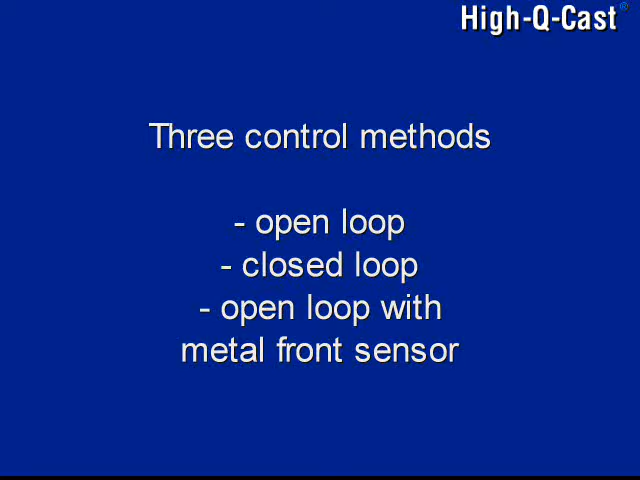 High-Q-Cast®
Three control methods
- open loop
- closed loop
- open loop with
metal front sensor